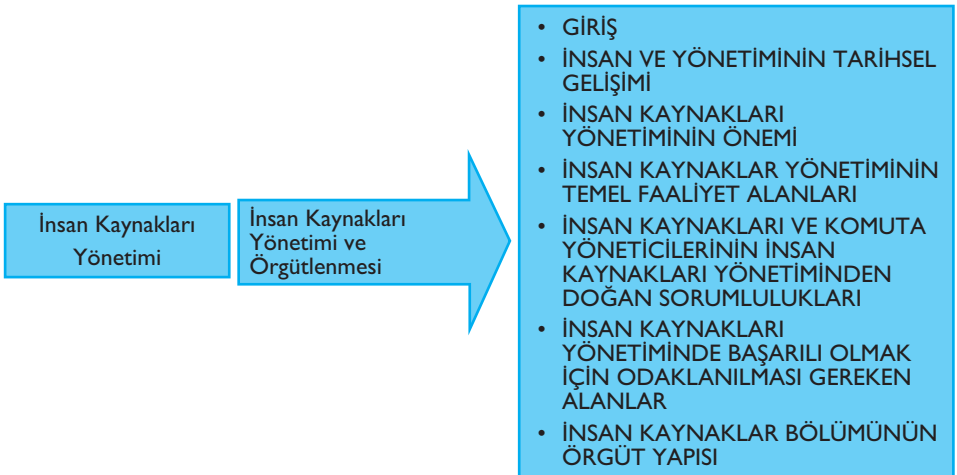 İnsan Kaynakları
Yönetimi
İnsan Kaynakları
Yönetimi ve
Örgütlenmesi
• GİRİŞ
• İNSAN VE YÖNETİMİNİN TARİHSEL
GELİŞİMİ
• İNSAN KAYNAKLARI
YÖNETİMİNİN ÖNEMİ
• İNSAN KAYNAKLAR YÖNETİMİNİN
TEMEL FAALİYET ALANLARI
• İNSAN KAYNAKLARI VE KOMUTA
YÖNETİCİLERİNİN İNSAN
KAYNAKLARI YÖNETİMİNDEN
DOĞAN SORUMLULUKLARI
• İNSAN KAYNAKLARI
YÖNETİMİNDE BAŞARILI OLMAK
İÇİN ODAKLANILMASI GEREKEN
ALANLAR
• İNSAN KAYNAKLAR BÖLÜMÜNÜN
ÖRGÜT YAPISI